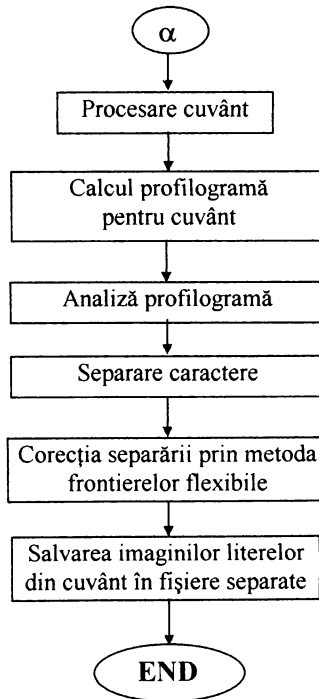 α
Procesare cuvânt
Calcul profilogramă
pentru cuvânt
Analiză profilogramă
Separare caractere
Corecția separării prin metoda
frontierelor flexibile
Salvarea imaginilor literelor
din cuvânt în fișiere separate
END